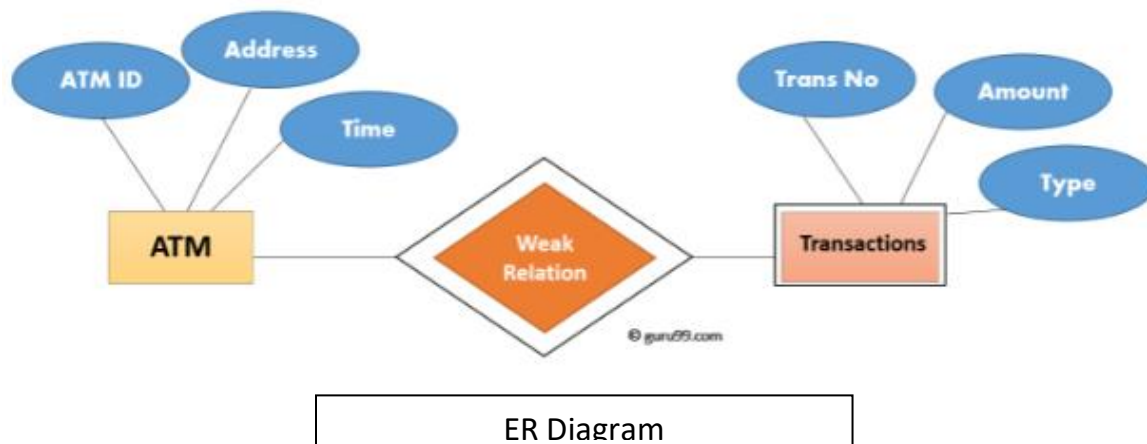 ATM ID
Address
Time
Trans No
Amount
Type
ATM
Weak
Relation
Transactions
© guru99.com
ER Diagram